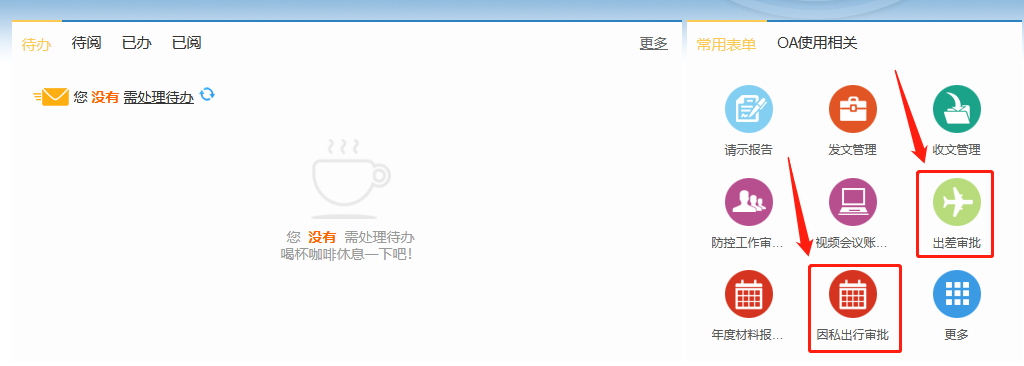 待办 待阅 已办 已阅 更多
您 没有 需处理待办
您 没有 需处理待办
喝杯咖啡休息一下吧！
常用表单 OA使用相关
请示报告 发文管理 收文管理
防控工作审... 视频会议账... 出差审批
年度材料报... 因私出行审批 更多